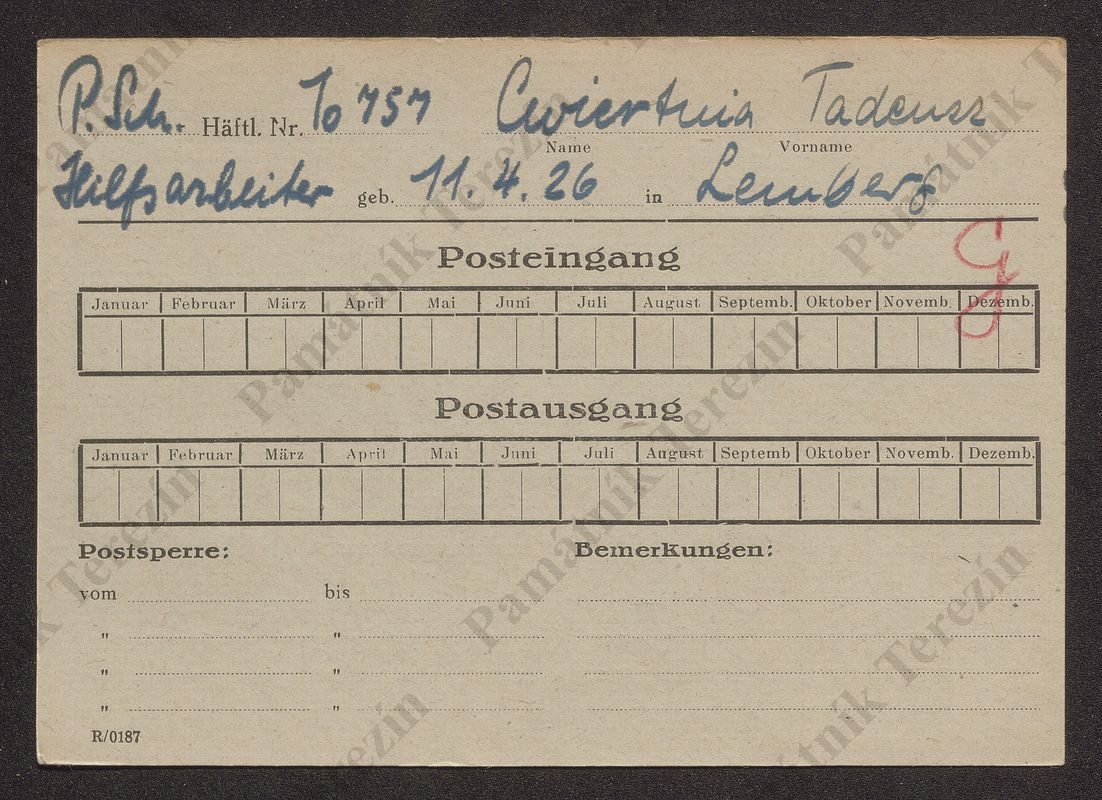 P. Sch. Häftl. Nr. 10757 Cwiertnia Tadeusz
Name Vorname
Hilfsarbeiter geb. 11. 4. 26 in Lemberg
G
Posteingang
Januar Februar März April Mai Juni Juli August Septemb. Oktober Novemb. Dezemb.
Postausgang
Januar Februar März April Mai Juni Juli August Septemb Oktober Novemb. Dezemb.
Postsperre: Bemerkungen:
vom bis
" "
" "
" "
R/0187
Památník Terezín